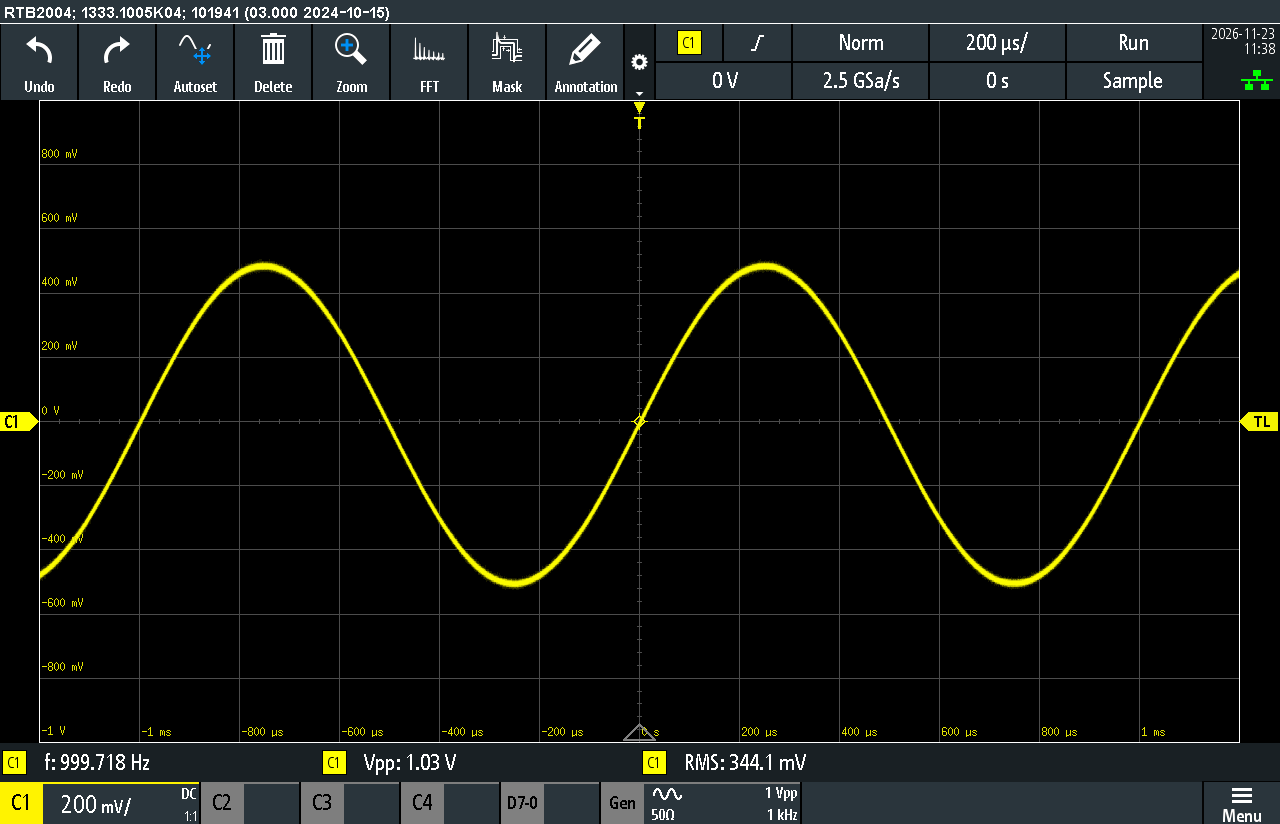 RTB2004; 1333.1005K04; 101941 (03.000 2024-10-15)
Undo
Redo
Autoset
Delete
Zoom
FFT
Mask
Annotation
C1
Norm
200 µs/
Run
0 V
2.5 GSa/s
0 s
Sample
2026-11-23
11:38
T
800 mV
600 mV
400 mV
200 mV
0 V
C1
TL
-200 mV
-400 mV
-600 mV
-800 mV
-1 V
-1 ms
-800 µs
-600 µs
-400 µs
-200 µs
0 s
200 µs
400 µs
600 µs
800 µs
1 ms
C1 f: 999.718 Hz
C1 Vpp: 1.03 V
C1 RMS: 344.1 mV
C1
200 mV/
DC
1:1
C2
C3
C4
D7-0
Gen
50Ω
1 Vpp
1 kHz
Menu